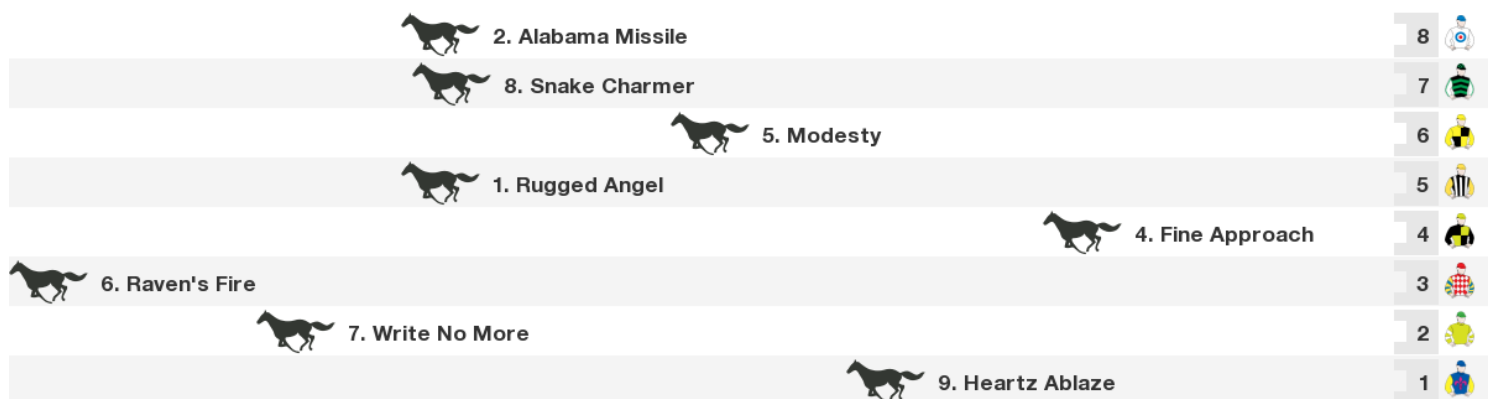 2. Alabama Missile 8
8. Snake Charmer 7
5. Modesty 6
1. Rugged Angel 5
4. Fine Approach 4
6. Raven's Fire 3
7. Write No More 2
9. Heartz Ablaze 1